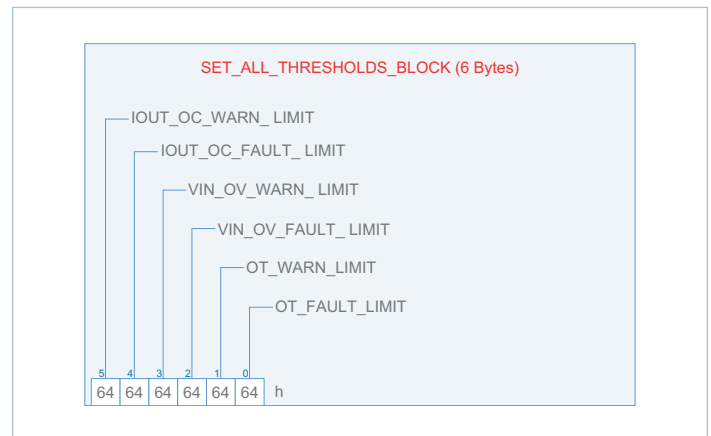 SET_ALL_THRESHOLDS_BLOCK (6 Bytes)
IOUT_OC_WARN_ LIMIT
IOUT_OC_FAULT_ LIMIT
VIN_OV_WARN_ LIMIT
VIN_OV_FAULT_ LIMIT
OT_WARN_LIMIT
OT_FAULT_LIMIT
5 4 3 2 1 0
64 64 64 64 64 64 h